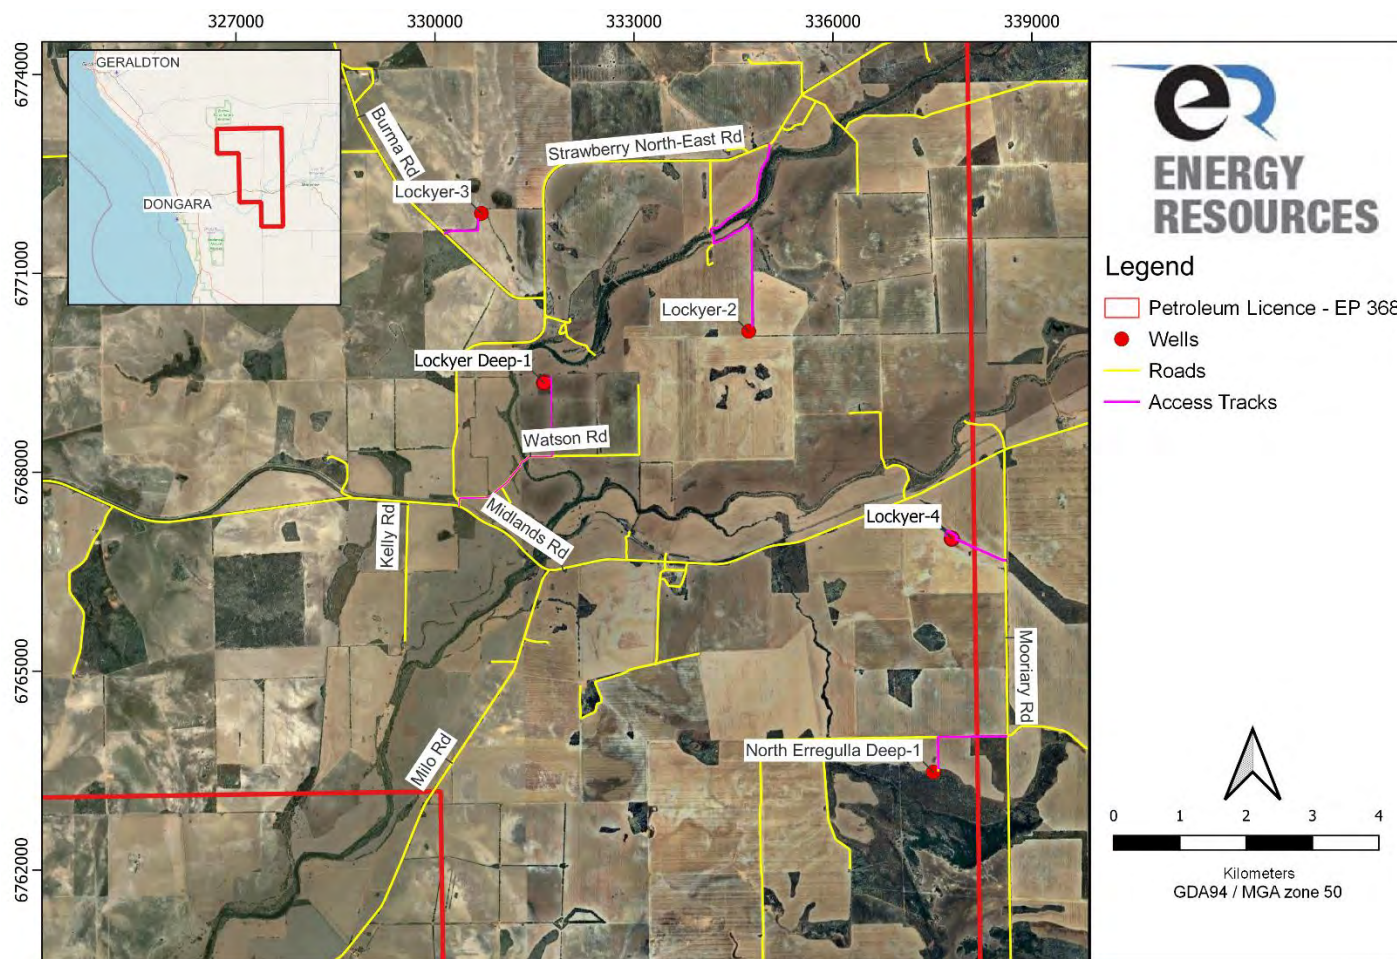 327000
330000
333000
336000
339000
6774000
6771000
6768000
6765000
6762000
GERALDTON
DONGARA
Burma Rd
Strawberry North-East Rd
Lockyer-3
Lockyer-2
Lockyer Deep-1
Watson Rd
Midlands Rd
Kelly Rd
Lockyer-4
Mooriary Rd
Milo Rd
North Erregulla Deep-1
eR
ENERGY
RESOURCES
Legend
Petroleum Licence - EP 368
Wells
Roads
Access Tracks
0 1 2 3 4
Kilometers
GDA94 / MGA zone 50